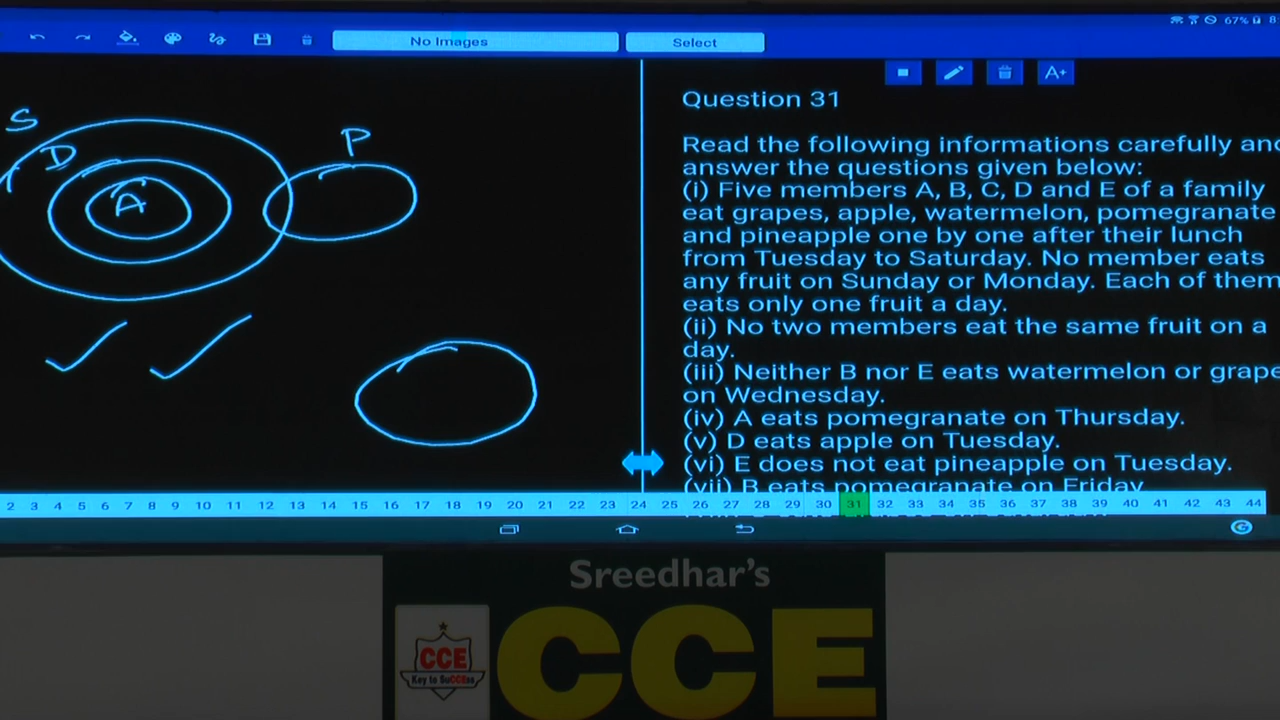 67%
No Images
Select
A+
S
D
A
P
Question 31
Read the following informations carefully and
answer the questions given below:
(i) Five members A, B, C, D and E of a family
eat grapes, apple, watermelon, pomegranate
and pineapple one by one after their lunch
from Tuesday to Saturday. No member eats
any fruit on Sunday or Monday. Each of them
eats only one fruit a day.
(ii) No two members eat the same fruit on a
day.
(iii) Neither B nor E eats watermelon or grape
on Wednesday.
(iv) A eats pomegranate on Thursday.
(v) D eats apple on Tuesday.
(vi) E does not eat pineapple on Tuesday.
(vii) B eats pomegranate on Friday
2 3 4 5 6 7 8 9 10 11 12 13 14 15 16 17 18 19 20 21 22 23 24 25 26 27 28 29 30 31 32 33 34 35 36 37 38 39 40 41 42 43 44
Sreedhar's
CCE
CCE
Key to SuCCEss